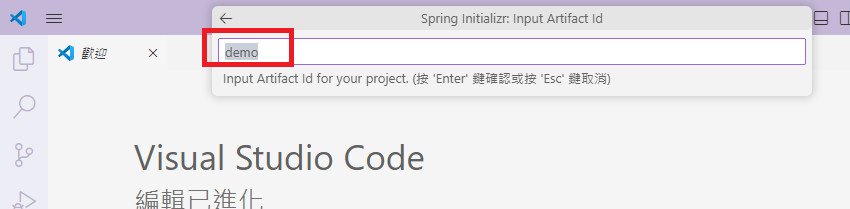 Spring Initializr: Input Artifact Id
demo
Input Artifact Id for your project. (按 'Enter' 鍵確認或按 'Esc' 鍵取消)
歡迎
Visual Studio Code
編輯已進化